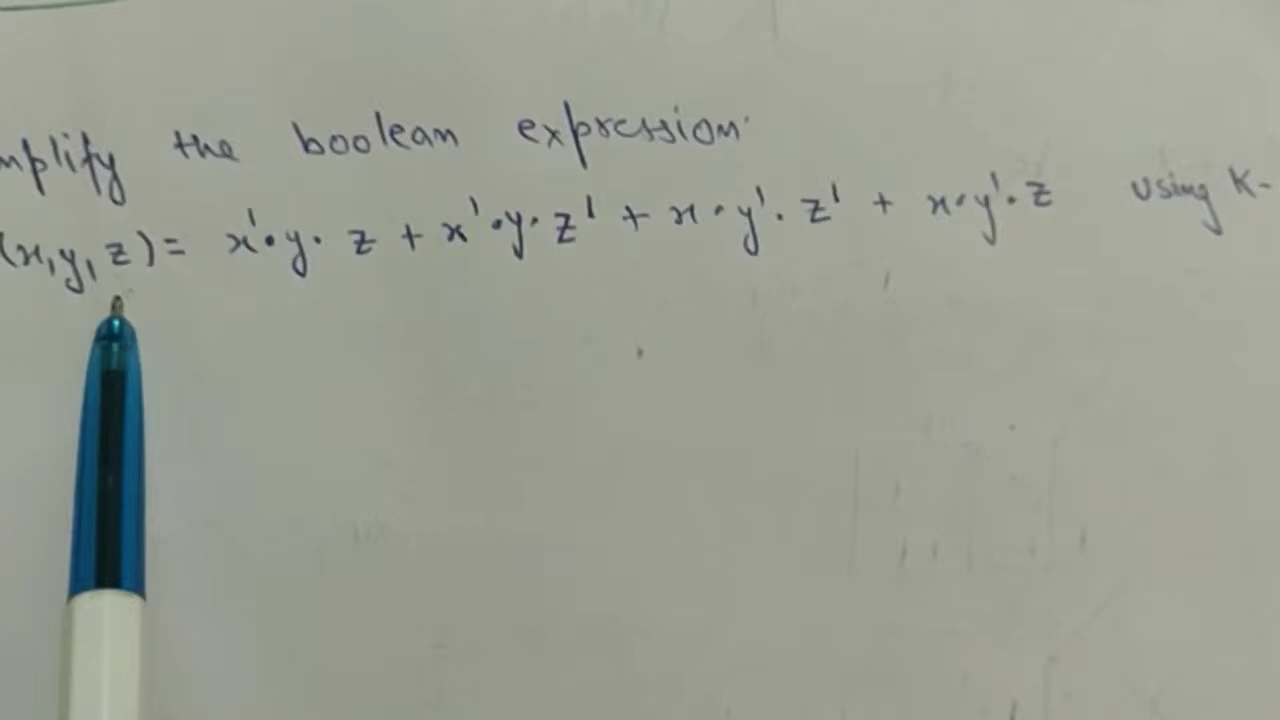 mplify the boolean expression
(x,y,z)= x'•y•z + x'•y•z' + x•y'•z' + x•y'•z using K-